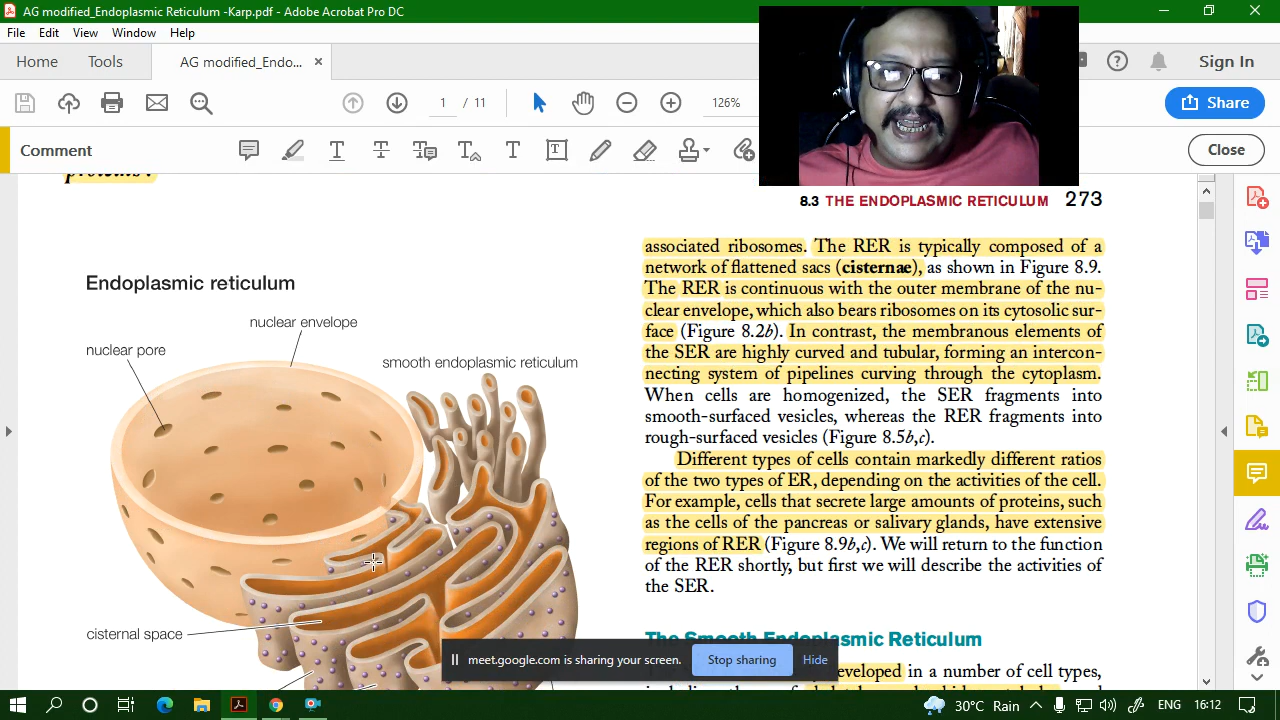 AG modified_Endoplasmic Reticulum -Karp.pdf - Adobe Acrobat Pro DC
File Edit View Window Help
Home Tools AG modified_Endo... × Sign In
1 / 11 126% Share
Comment Close
proteins .
8.3 THE ENDOPLASMIC RETICULUM 273
Endoplasmic reticulum
nuclear envelope
nuclear pore
smooth endoplasmic reticulum
cisternal space
associated ribosomes. The RER is typically composed of a
network of flattened sacs (cisternae), as shown in Figure 8.9.
The RER is continuous with the outer membrane of the nu-
clear envelope, which also bears ribosomes on its cytosolic sur-
face (Figure 8.2b). In contrast, the membranous elements of
the SER are highly curved and tubular, forming an intercon-
necting system of pipelines curving through the cytoplasm.
When cells are homogenized, the SER fragments into
smooth-surfaced vesicles, whereas the RER fragments into
rough-surfaced vesicles (Figure 8.5b,c).
Different types of cells contain markedly different ratios
of the two types of ER, depending on the activities of the cell.
For example, cells that secrete large amounts of proteins, such
as the cells of the pancreas or salivary glands, have extensive
regions of RER (Figure 8.9b,c). We will return to the function
of the RER shortly, but first we will describe the activities of
the SER.
The Smooth Endoplasmic Reticulum
developed in a number of cell types,
meet.google.com is sharing your screen. Stop sharing Hide
30°C Rain ENG 16:12